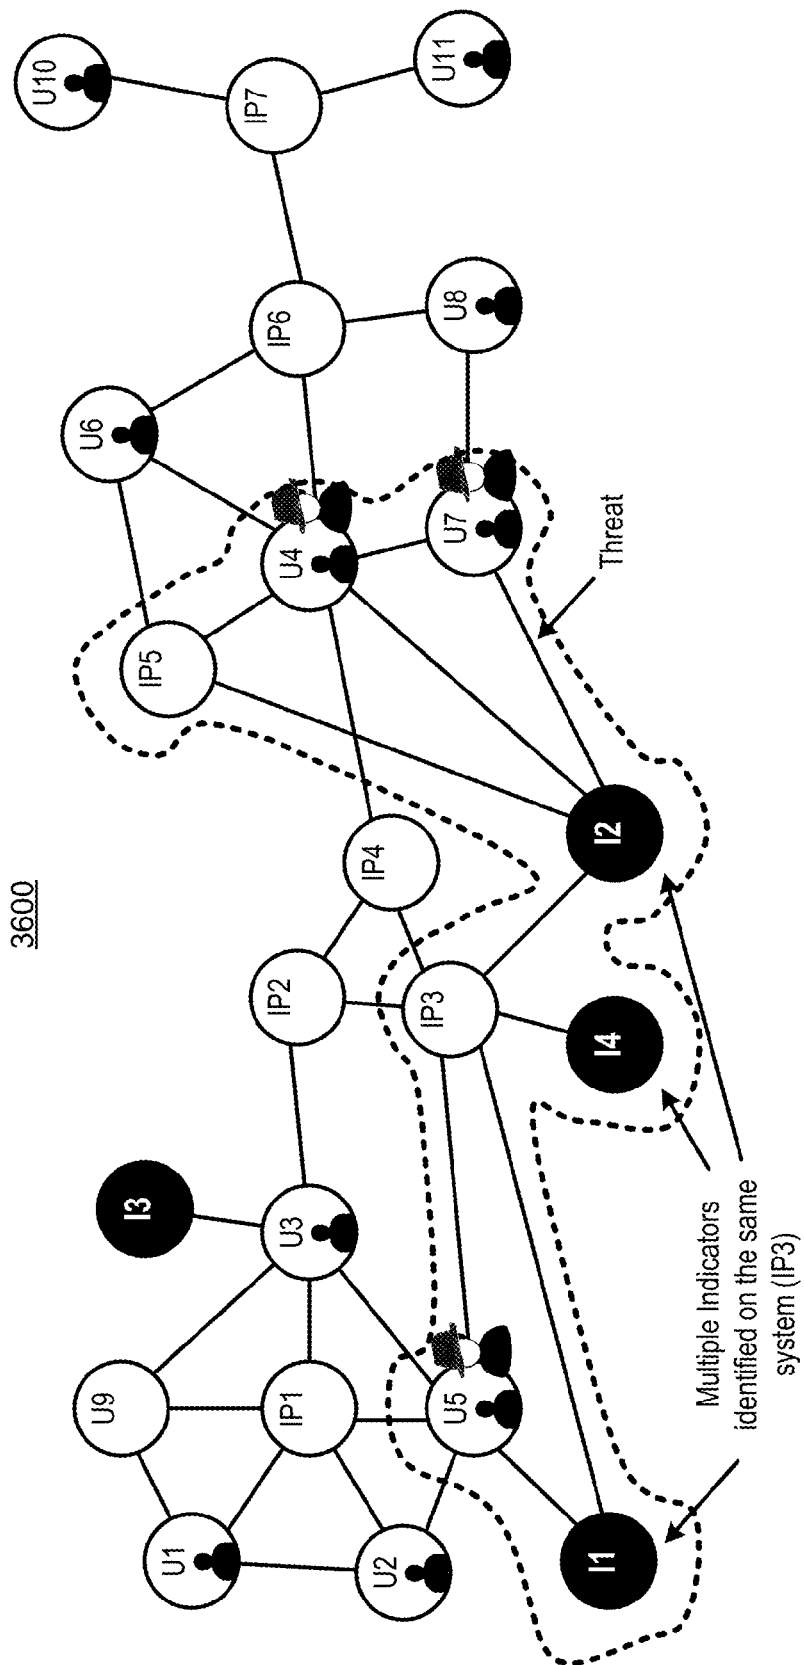 3600
U10
U11
IP7
IP6
U8
U6
U4
U7
IP5
Threat
IP4
I2
IP2
IP3
I4
I3
U3
U9
IP1
U5
U1
U2
I1
Multiple Indicators
identified on the same
system (IP3)